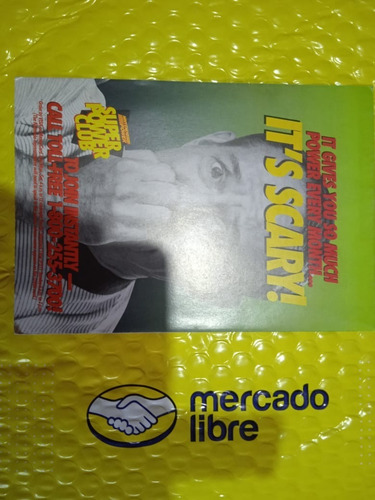 IT GIVES YOU SO MUCH
POWER EVERY MONTH...
IT'S SCARY!
SUPER
POWER
CLUB
TO JOIN INSTANTLY
CALL TOLL-FREE 1-800-255-3700!
mercado
libre